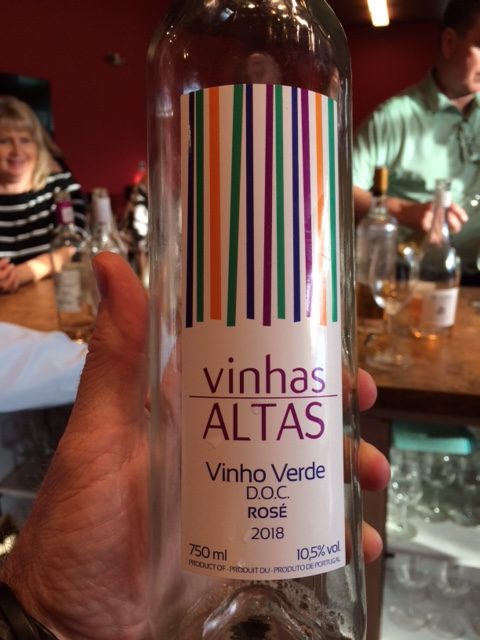 vinhas
ALTAS
Vinho Verde
D.O.C.
ROSÉ
2018
750 ml 10,5% vol.
PRODUCT OF - PRODUIT DU - PRODUTO DE PORTUGAL